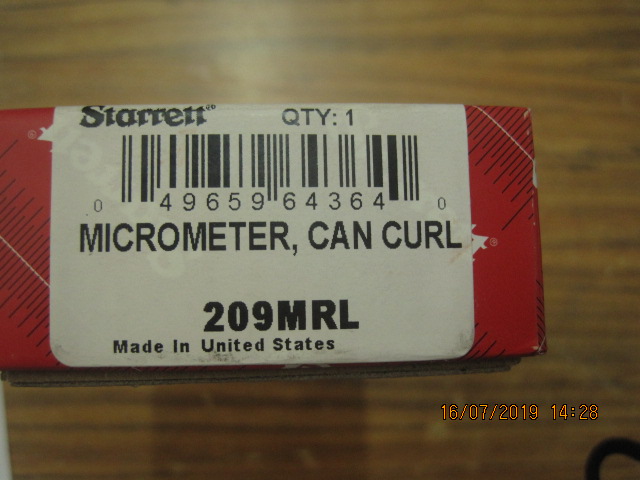 Starrett® QTY: 1
0 49659 64364 0
MICROMETER, CAN CURL
209MRL
Made In United States
16/07/2019 14:28